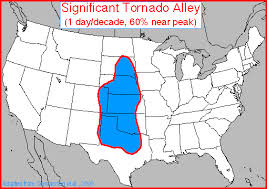 Significant Tornado Alley
(1 day/decade, 60% near peak)